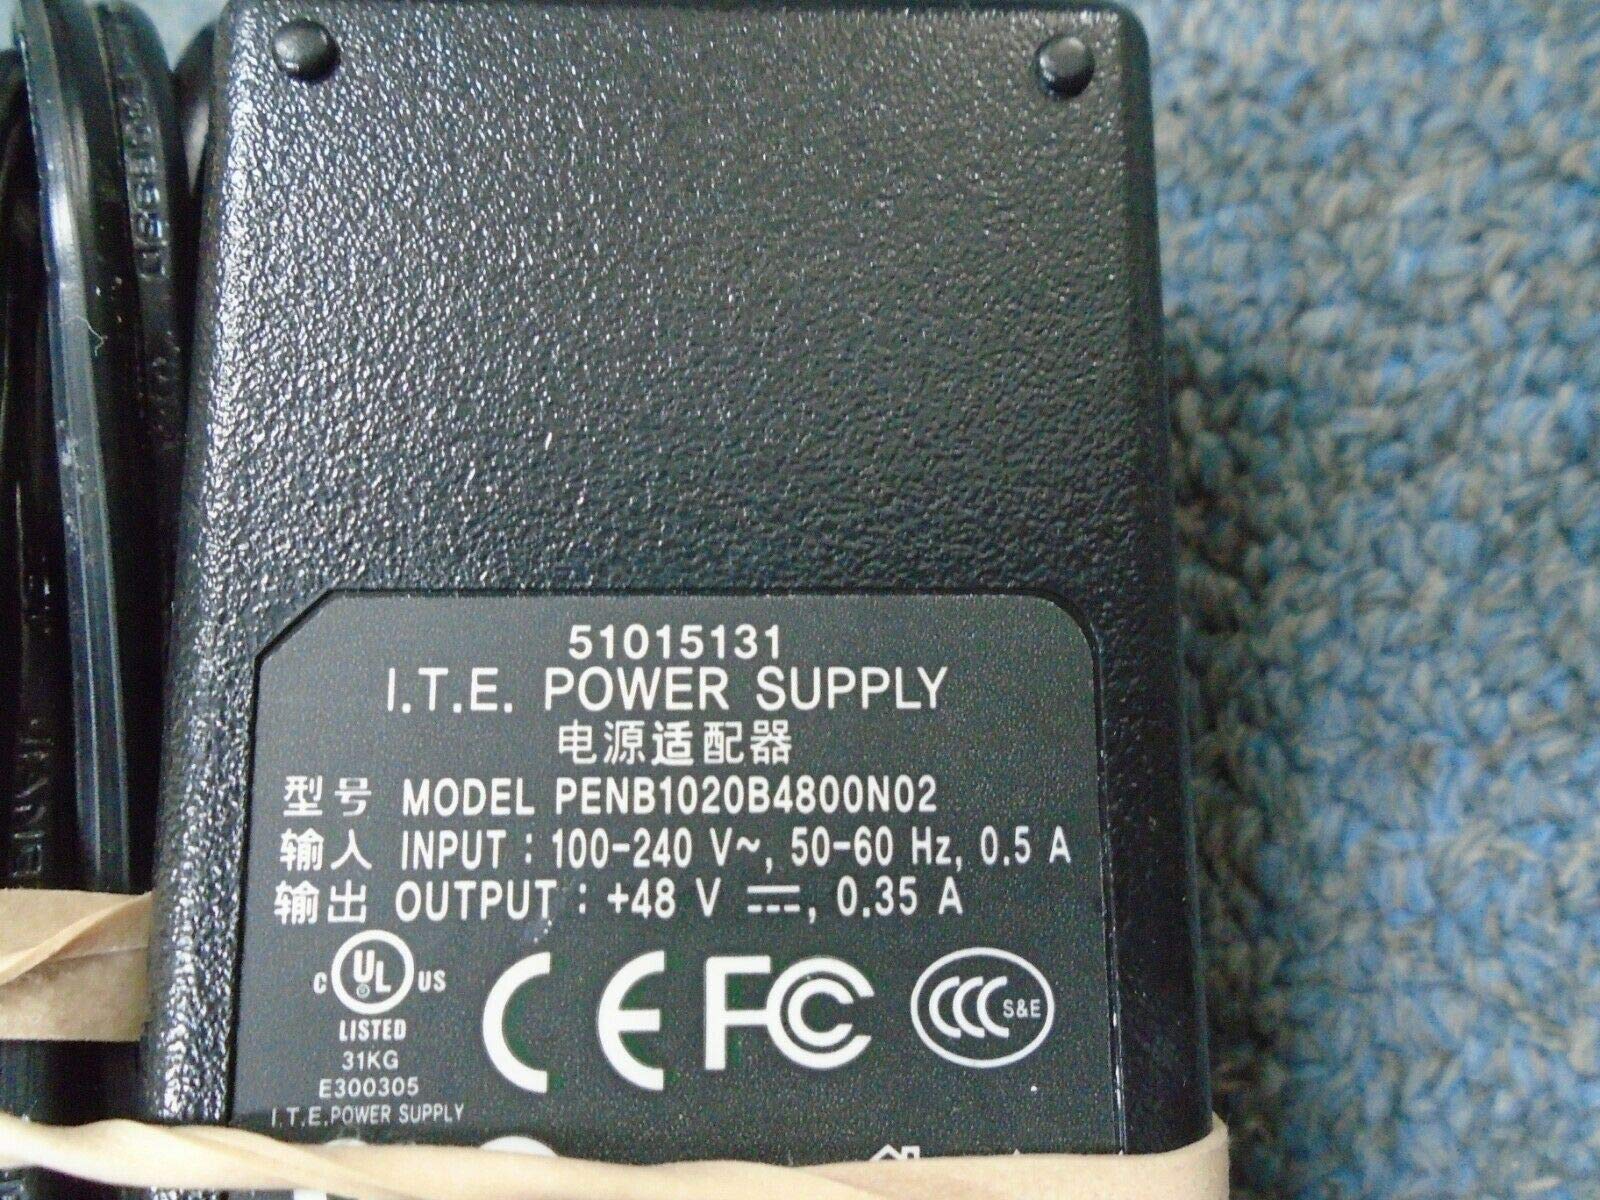 51015131
I.T.E. POWER SUPPLY
电源适配器
型号 MODEL PENB1020B4800N02
输入 INPUT : 100-240 V~, 50-60 Hz, 0.5 A
输出 OUTPUT : +48 V ⎓, 0.35 A
C UL ® US
LISTED
31KG
E300305
I.T.E. POWER SUPPLY
CE FC CCC S&E